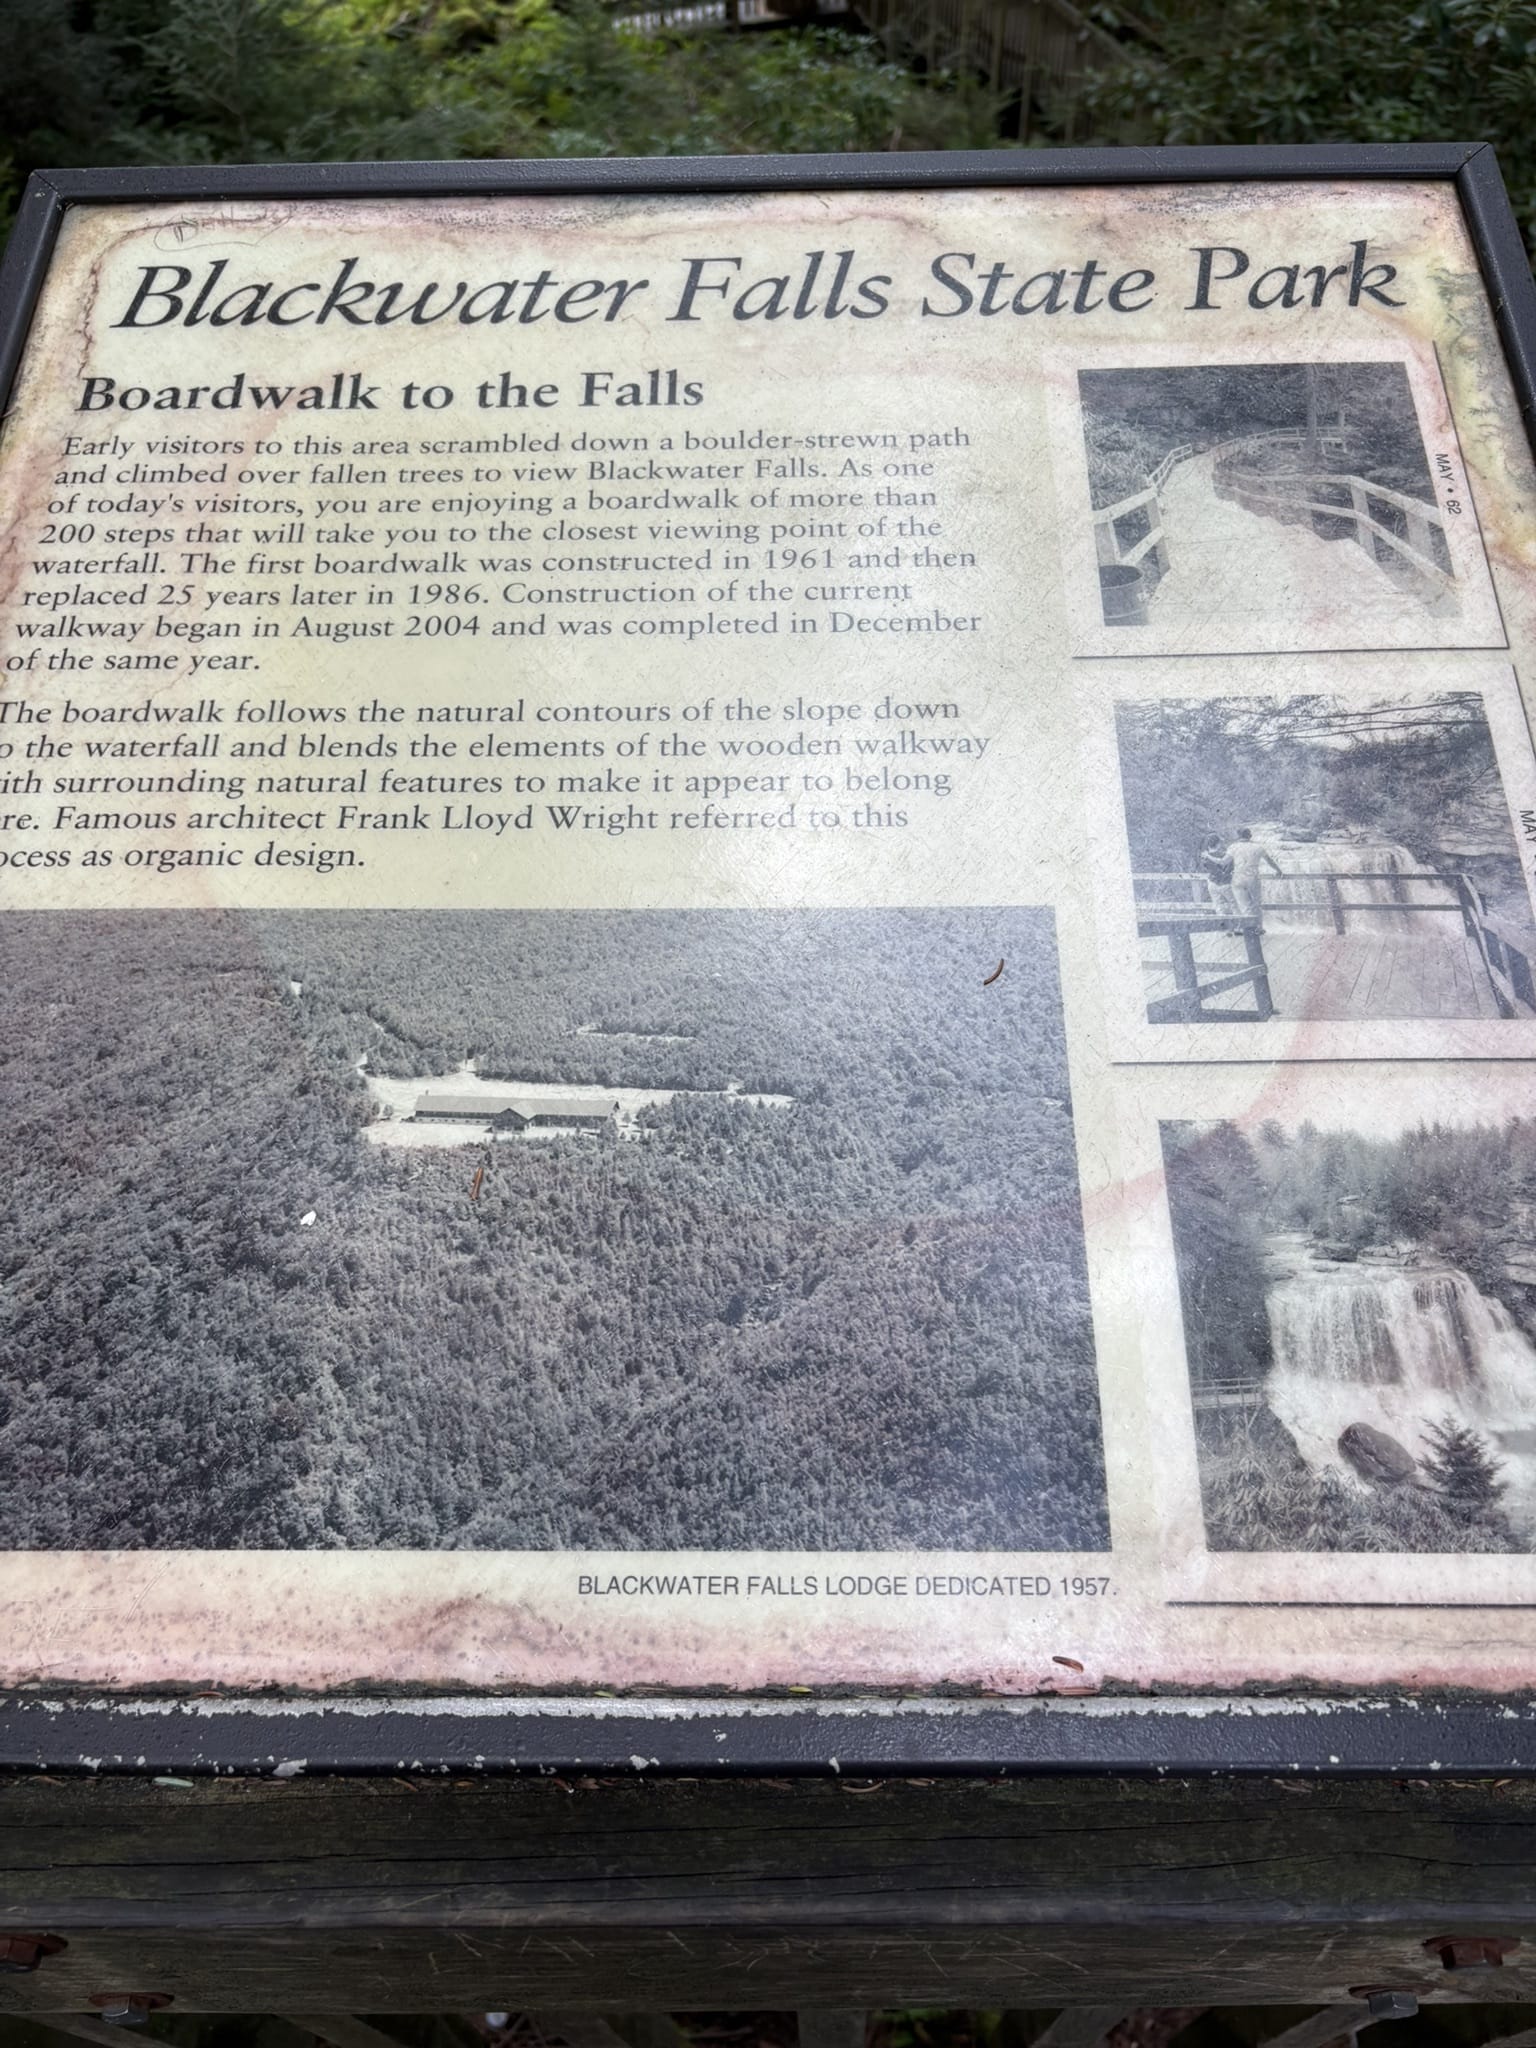 Blackwater Falls State Park
Boardwalk to the Falls
Early visitors to this area scrambled down a boulder-strewn path
and climbed over fallen trees to view Blackwater Falls. As one
of today's visitors, you are enjoying a boardwalk of more than
200 steps that will take you to the closest viewing point of the
waterfall. The first boardwalk was constructed in 1961 and then
replaced 25 years later in 1986. Construction of the current
walkway began in August 2004 and was completed in December
of the same year.
The boardwalk follows the natural contours of the slope down
o the waterfall and blends the elements of the wooden walkway
ith surrounding natural features to make it appear to belong
re. Famous architect Frank Lloyd Wright referred to this
ocess as organic design.
MAY • 62
MAY
BLACKWATER FALLS LODGE DEDICATED 1957.